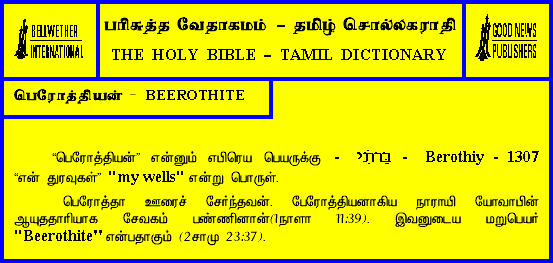 BELLWETHER
INTERNATIONAL
பரிசுத்த வேதாகமம் – தமிழ் சொல்லகராதி
THE HOLY BIBLE – TAMIL DICTIONARY
GOOD NEWS
PUBLISHERS
பெரோத்தியன் - BEEROTHITE
“பெரோத்தியன்” என்னும் எபிரெய பெயருக்கு - - Berothiy - 1307
“என் துரவுகள்” "my wells" என்று பொருள்.
பெரோத்தா ஊரைச் சேர்ந்தவன். பேரோத்தியனாகிய நாராயி யோவாபின்
ஆயுததாரியாக சேவகம் பண்ணினான்(1நாளா 11:39). இவனுடைய மறுபெயர்
"Beerothite" என்பதாகும் (2சாமு 23:37).